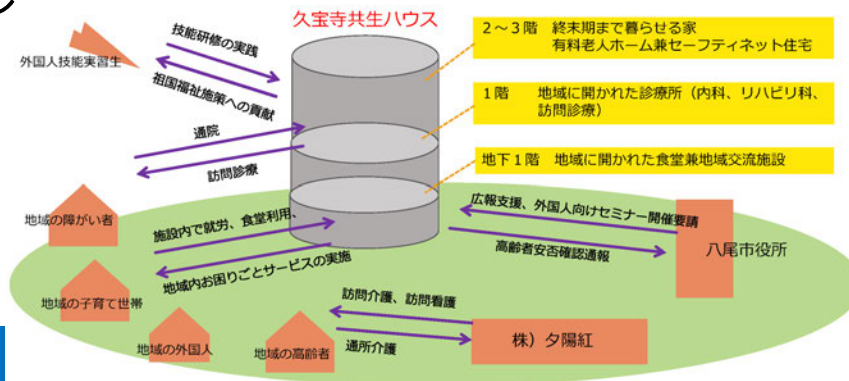 久宝寺共生ハウス
2～3階　終末期まで暮らせる家
有料老人ホーム兼セーフティネット住宅
1階　地域に開かれた診療所（内科、リハビリ科、
訪問診療）
地下1階　地域に開かれた食堂兼地域交流施設
外国人技能実習生
技能研修の実践
祖国福祉施策への貢献
通院
訪問診療
地域の障がい者
施設内で就労、食堂利用、
地域内お困りごとサービスの実施
広報支援、外国人向けセミナー開催要請
高齢者安否確認通報
八尾市役所
地域の子育て世帯
地域の外国人
地域の高齢者
訪問介護、訪問看護
通所介護
株）夕陽紅